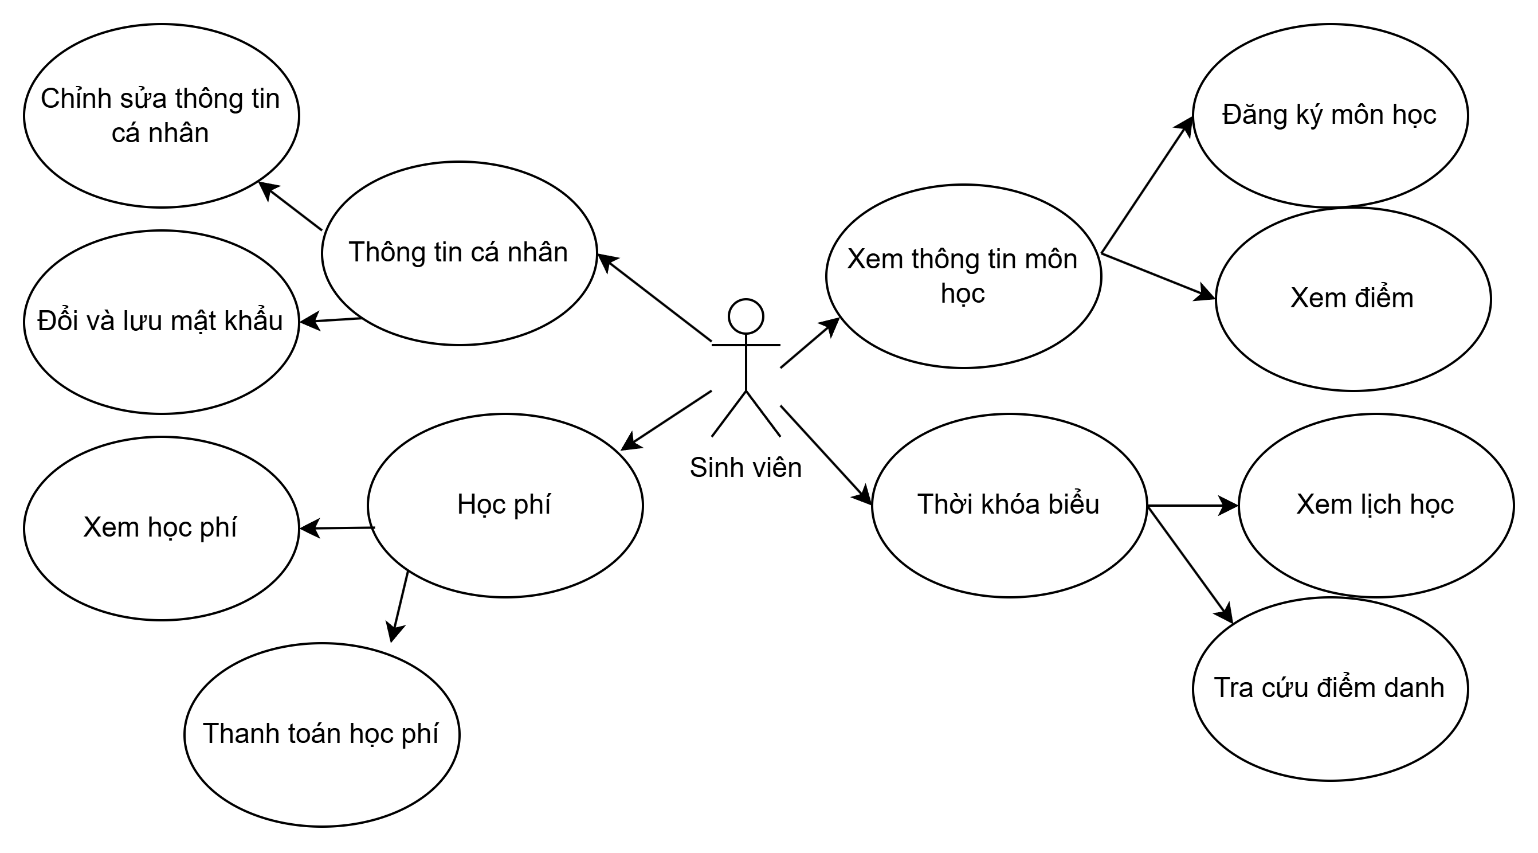 Chỉnh sửa thông tin
cá nhân
Thông tin cá nhân
Đổi và lưu mật khẩu
Xem học phí
Học phí
Thanh toán học phí
Sinh viên
Xem thông tin môn
học
Đăng ký môn học
Xem điểm
Thời khóa biểu
Xem lịch học
Tra cứu điểm danh